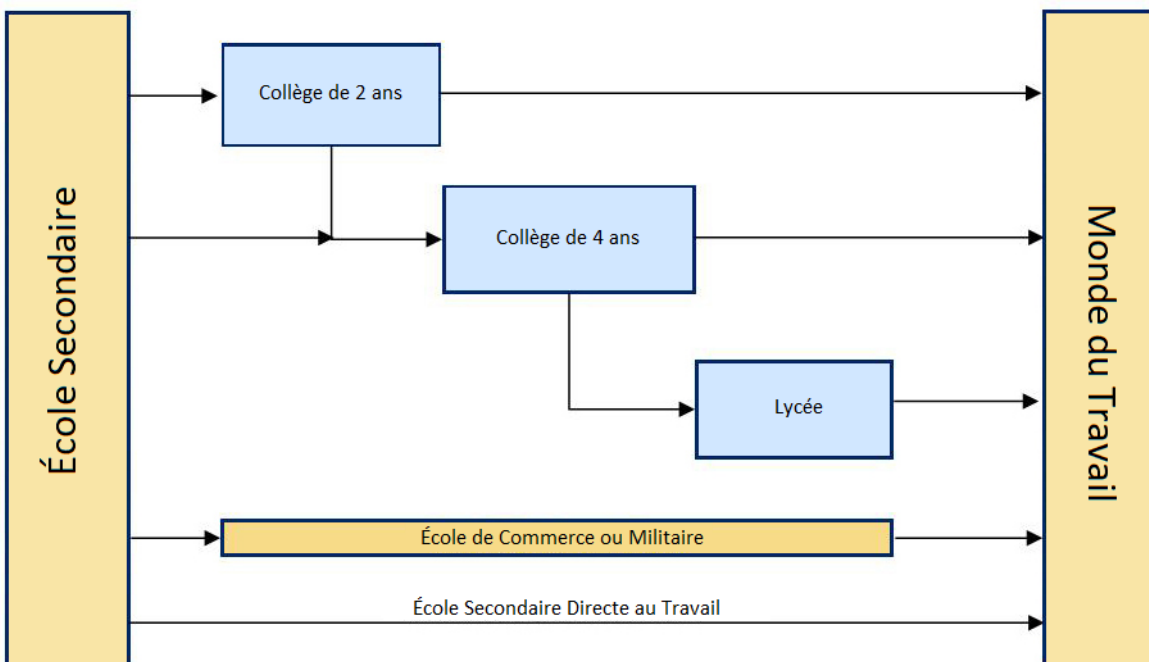 École Secondaire
Collège de 2 ans
Collège de 4 ans
Lycée
École de Commerce ou Militaire
École Secondaire Directe au Travail
Monde du Travail